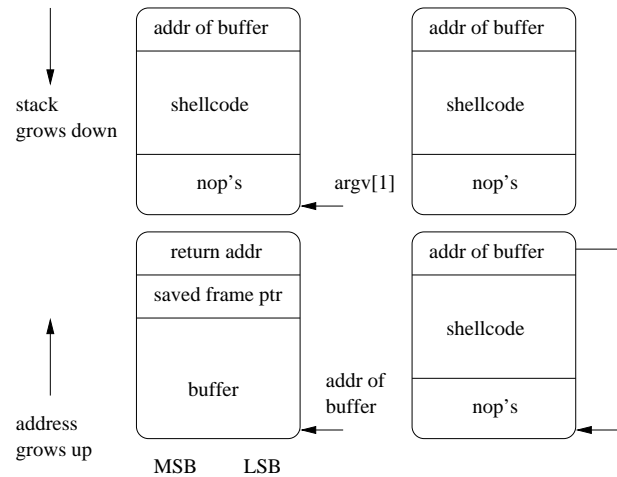 addr of buffer
shellcode
nop's
stack
grows down
argv[1]
addr of buffer
shellcode
nop's
return addr
saved frame ptr
buffer
address
grows up
addr of
buffer
MSB LSB
addr of buffer
shellcode
nop's